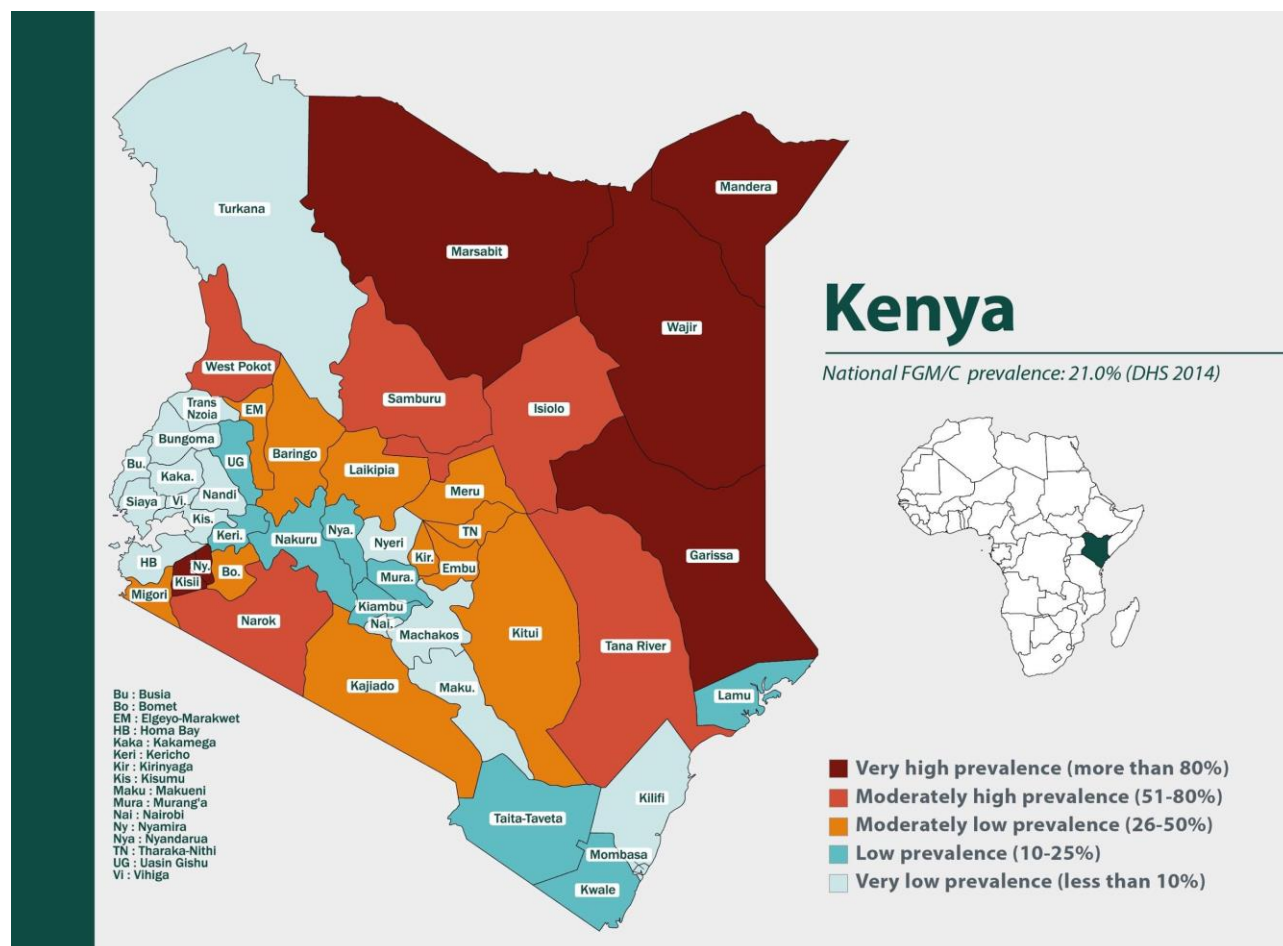 Kenya
National FGM/C prevalence: 21.0% (DHS 2014)
Turkana
Mandera
Marsabit
Wajir
West Pokot
Samburu
Isiolo
Trans
Nzoia
EM
Bungoma
Baringo
UG
Laikipia
Bu.
Kaka.
Meru
Nandi
Siaya
Vi.
Kis.
Keri.
Nakuru
Nya.
Nyeri
TN
Kir.
Embu
Garissa
HB
Ny.
Kisii
Bo.
Mura.
Migori
Kiambu
Narok
Nai.
Machakos
Kitui
Tana River
Kajiado
Maku.
Lamu
Kilifi
Taita-Taveta
Mombasa
Kwale
Bu : Busia
Bo : Bomet
EM : Elgeyo-Marakwet
HB : Homa Bay
Kaka : Kakamega
Keri : Kericho
Kir : Kirinyaga
Kis : Kisumu
Maku : Makueni
Mura : Murang'a
Nai : Nairobi
Ny : Nyamira
Nya : Nyandarua
TN : Tharaka-Nithi
UG : Uasin Gishu
Vi : Vihiga
Very high prevalence (more than 80%)
Moderately high prevalence (51-80%)
Moderately low prevalence (26-50%)
Low prevalence (10-25%)
Very low prevalence (less than 10%)